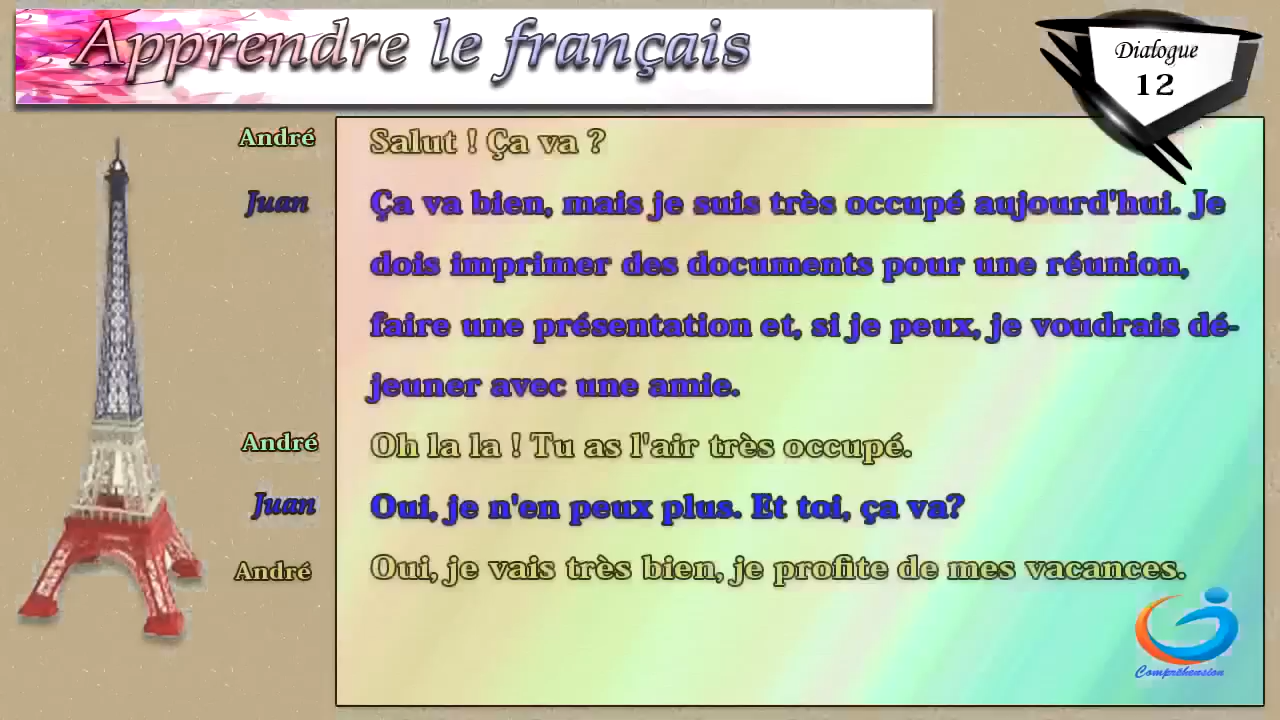 Apprendre le français
Dialogue
12
André Salut ! Ça va ?
Juan Ça va bien, mais je suis très occupé aujourd'hui. Je
dois imprimer des documents pour une réunion,
faire une présentation et, si je peux, je voudrais dé-
jeuner avec une amie.
André Oh la la ! Tu as l'air très occupé.
Juan Oui, je n'en peux plus. Et toi, ça va?
André Oui, je vais très bien, je profite de mes vacances.
Compréhension